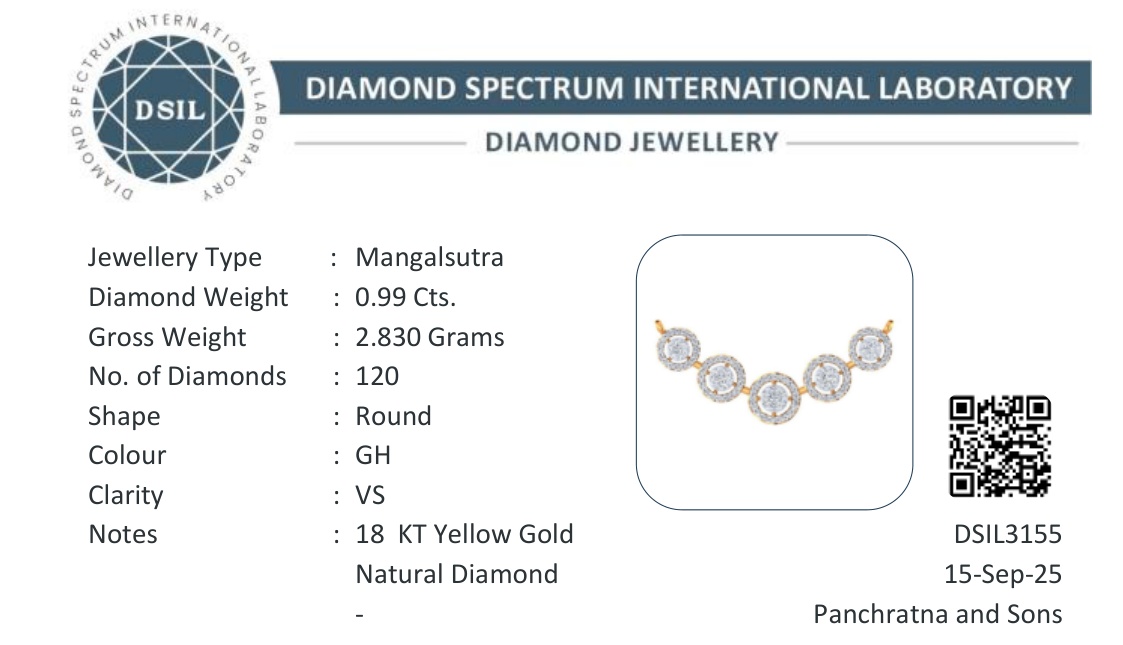 DIAMOND SPECTRUM INTERNATIONAL LABORATORY
DSIL
DIAMOND SPECTRUM INTERNATIONAL LABORATORY
DIAMOND JEWELLERY
Jewellery Type : Mangalsutra
Diamond Weight : 0.99 Cts.
Gross Weight : 2.830 Grams
No. of Diamonds : 120
Shape : Round
Colour : GH
Clarity : VS
Notes : 18 KT Yellow Gold
Natural Diamond
-
DSIL3155
15-Sep-25
Panchratna and Sons